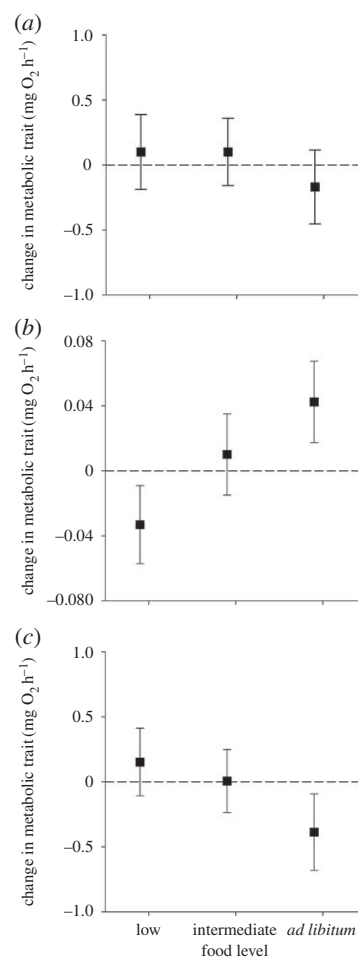 (a)
change in metabolic trait (mg O₂ h⁻¹)
1.0
0.5
0
−0.5
−1.0
(b)
change in metabolic trait (mg O₂ h⁻¹)
0.08
0.04
0
−0.04
−0.080
(c)
change in metabolic trait (mg O₂ h⁻¹)
1.0
0.5
0
−0.5
−1.0
low intermediate ad libitum
food level